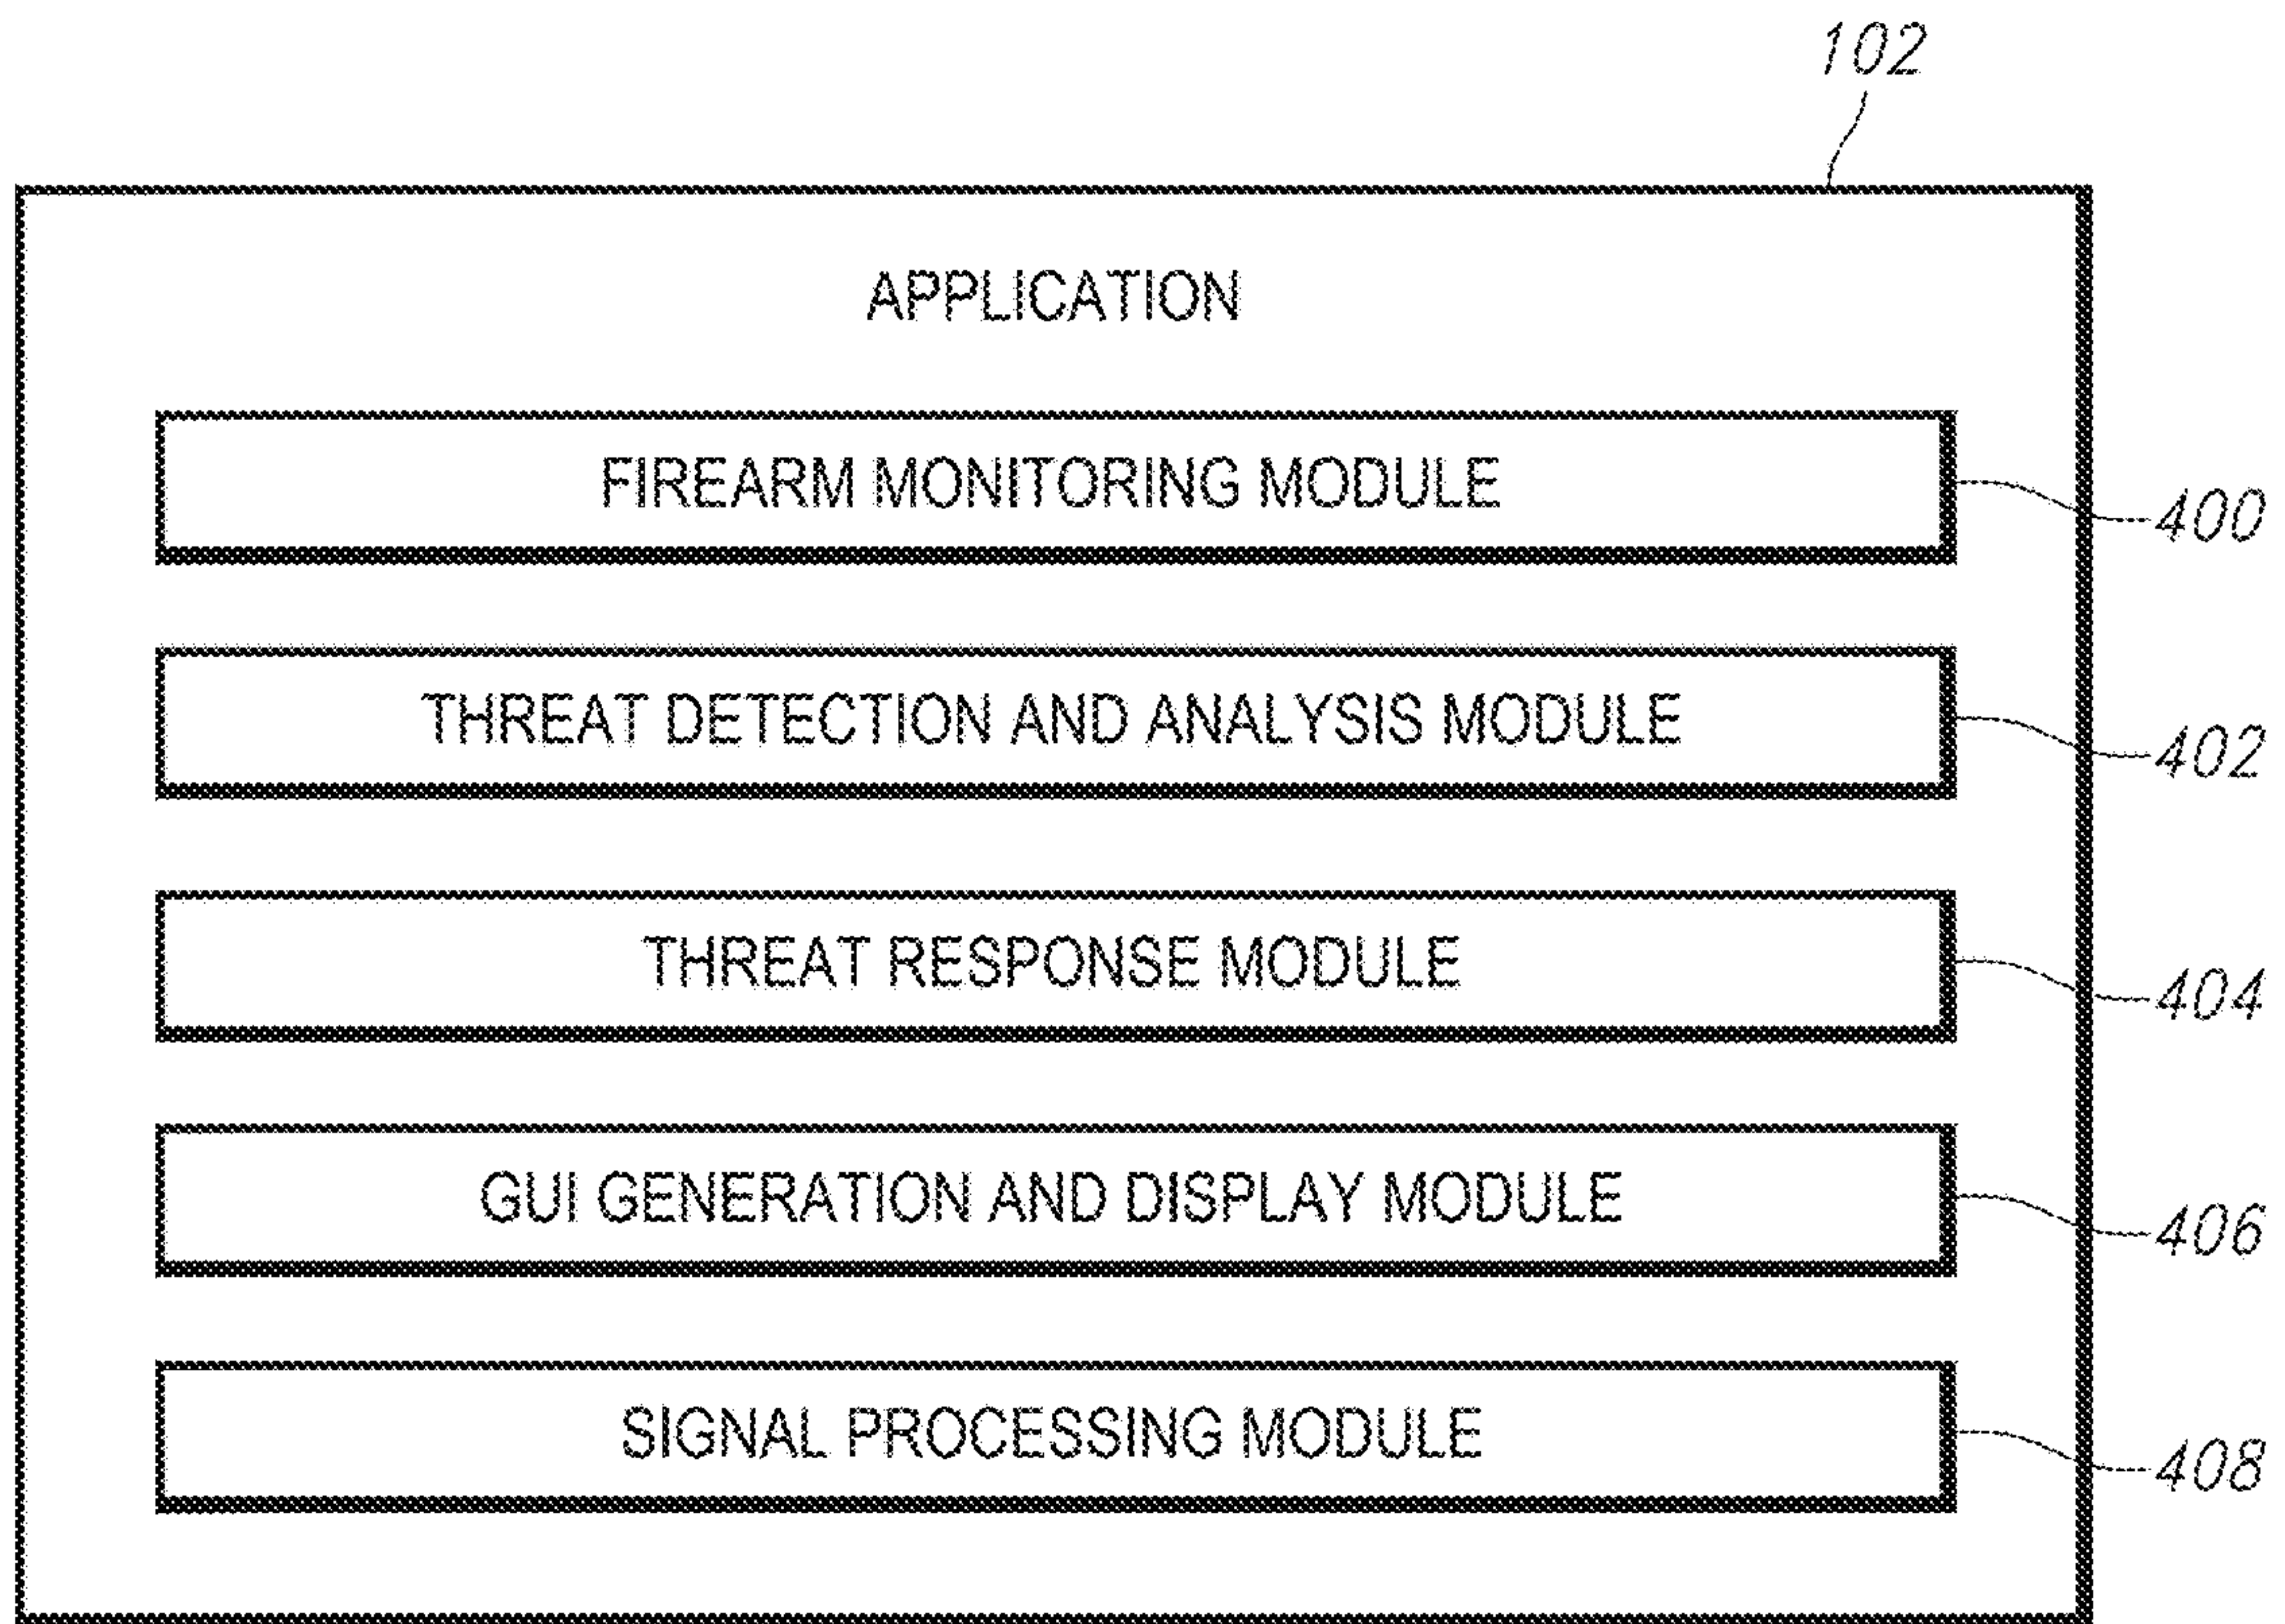 102
APPLICATION
FIREARM MONITORING MODULE
400
THREAT DETECTION AND ANALYSIS MODULE
402
THREAT RESPONSE MODULE
404
GUI GENERATION AND DISPLAY MODULE
406
SIGNAL PROCESSING MODULE
408